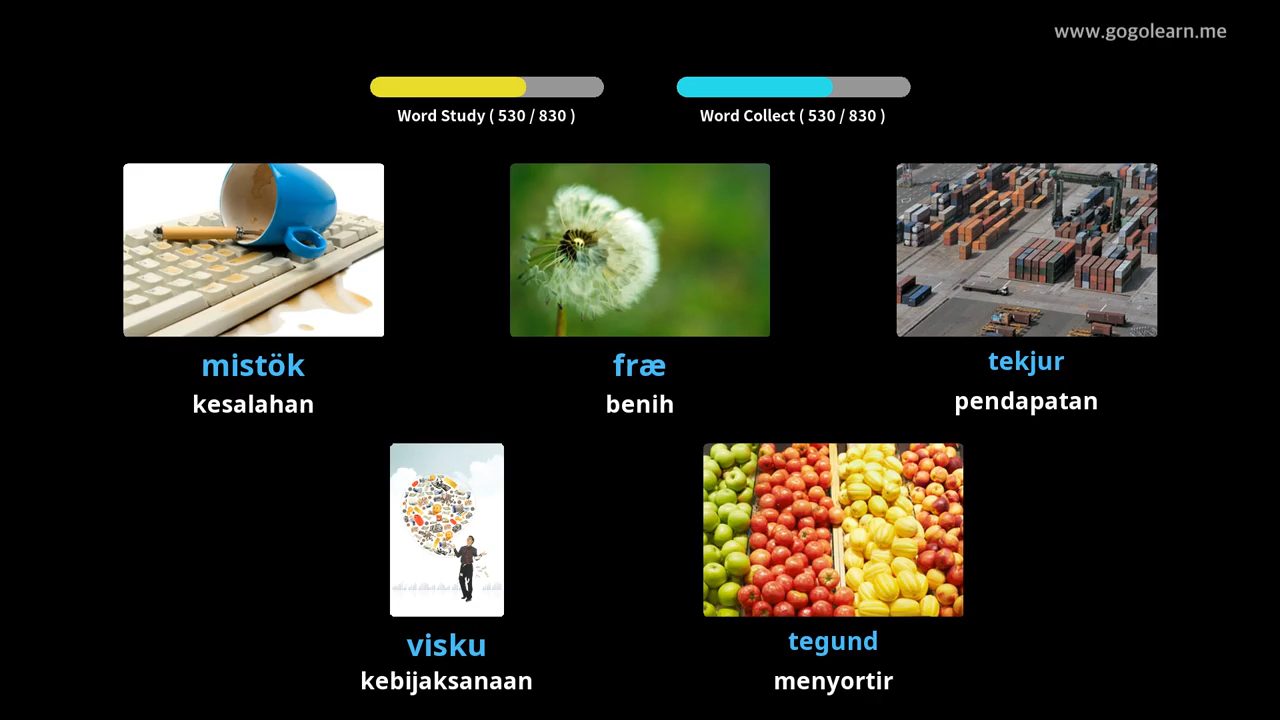 www.gogolearn.me
Word Study ( 530 / 830 )
Word Collect ( 530 / 830 )
mistök
kesalahan
fræ
benih
tekjur
pendapatan
visku
kebijaksanaan
tegund
menyortir